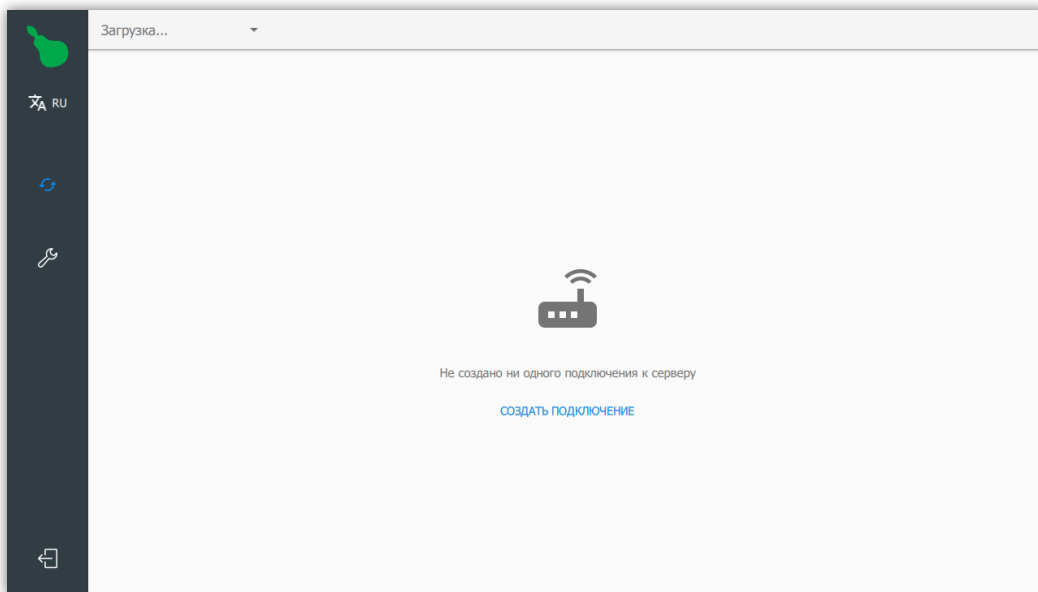 Загрузка...
RU
Не создано ни одного подключения к серверу
СОЗДАТЬ ПОДКЛЮЧЕНИЕ